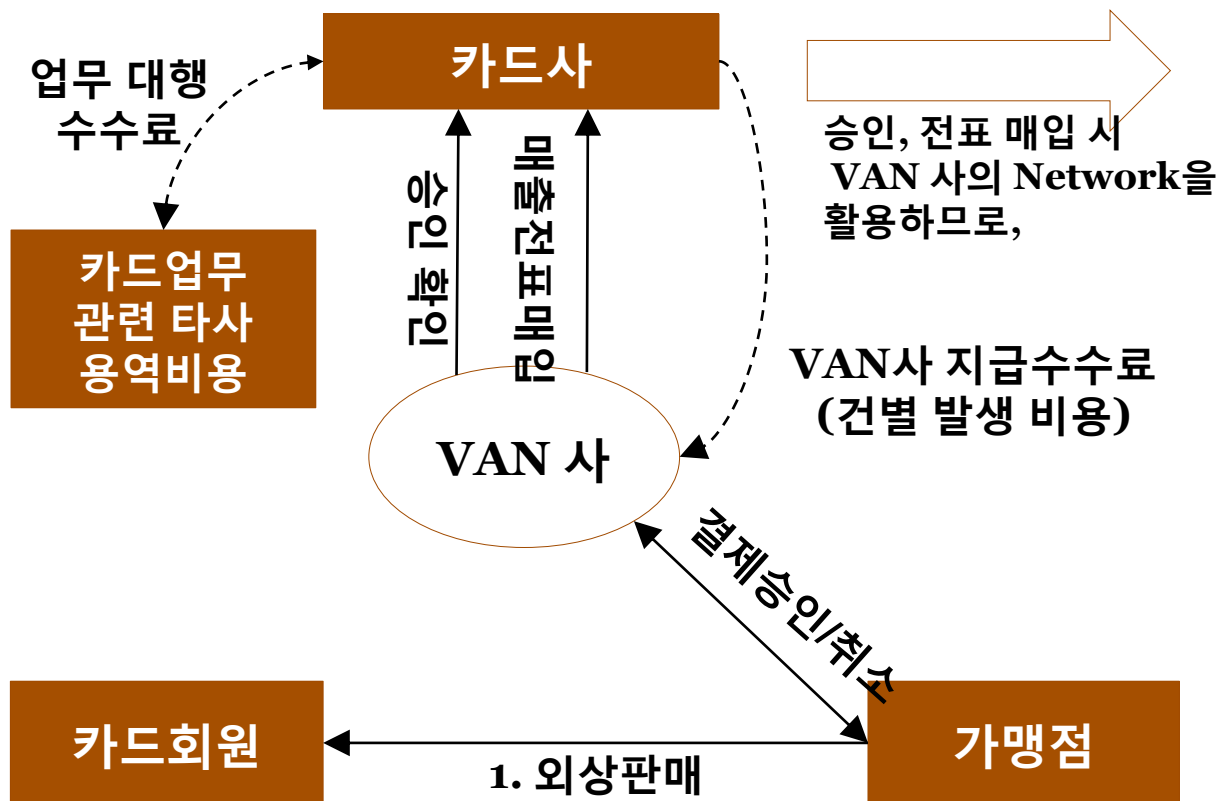 카드사
업무 대행
수수료
승인, 전표 매입 시
VAN 사의 Network을
활용하므로,
승인 확인
매출전표매입
카드업무
관련 타사
용역비용
VAN사 지급수수료
(건별 발생 비용)
VAN 사
결제승인/취소
카드회원
1. 외상판매
가맹점